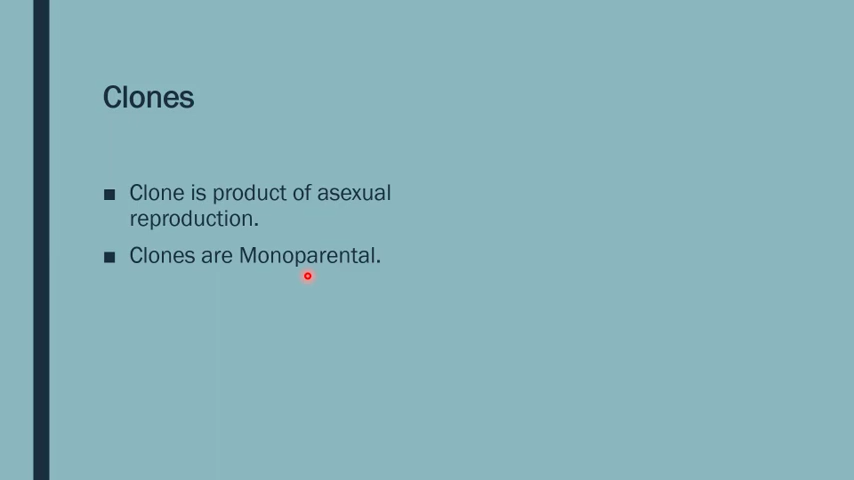 Clones
■ Clone is product of asexual
reproduction.
■ Clones are Monoparental.